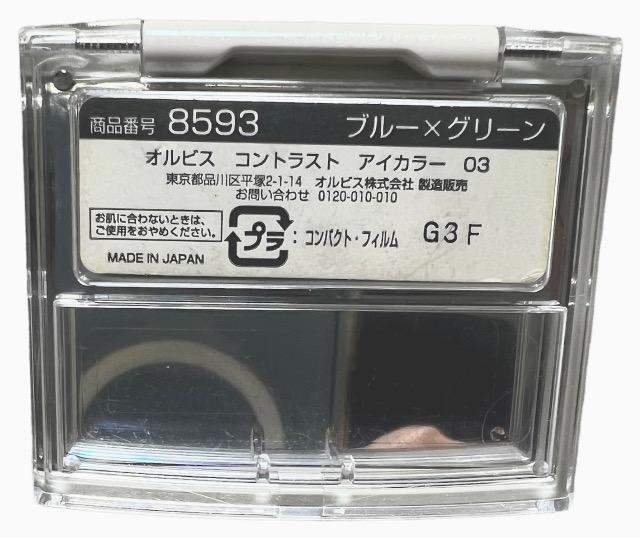 商品番号 8593 ブルー×グリーン
オルビス コントラスト アイカラー 03
東京都品川区平塚2-1-14 オルビス株式会社 製造販売
お問い合わせ 0120-010-010
お肌に合わないときは、
ご使用をおやめください。
プラ : コンパクト・フィルム G3F
MADE IN JAPAN